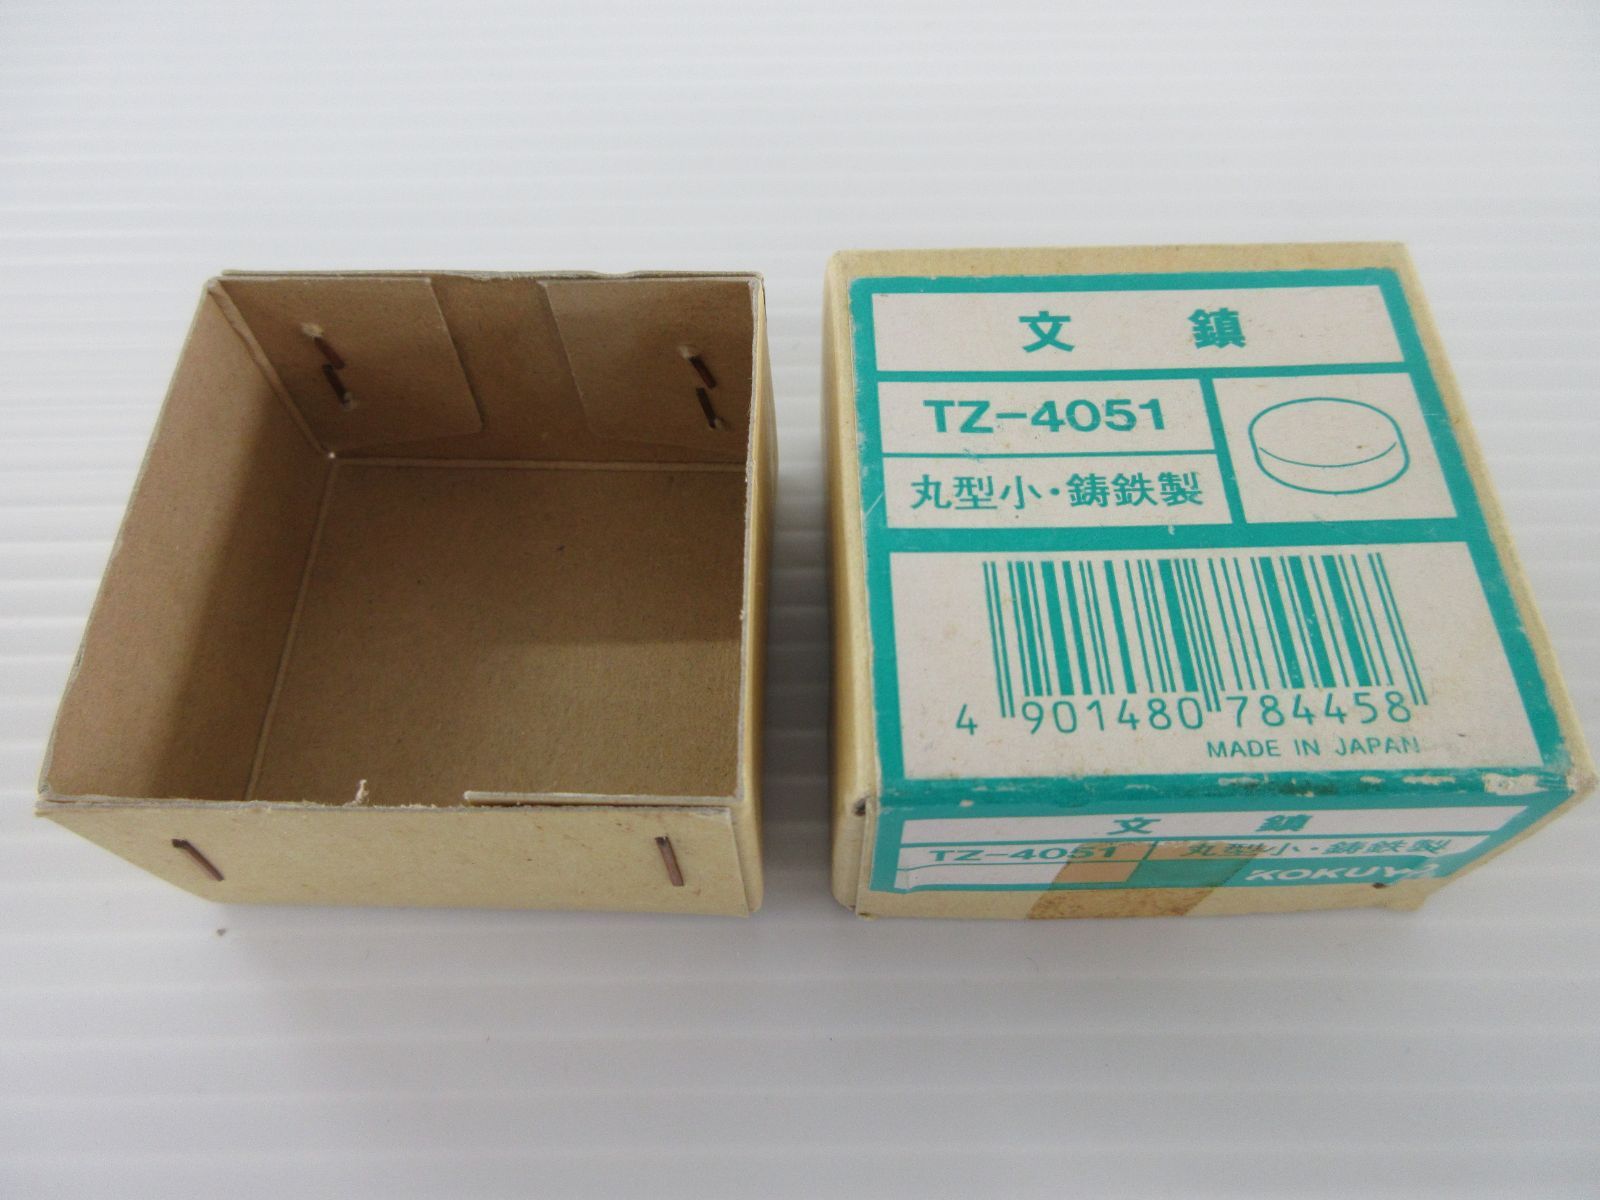 文鎮
TZ-4051
丸型小・鋳鉄製
4 901480 784458
MADE IN JAPAN
文鎮
TZ-4051 丸型小・鋳鉄製
KOKUYO